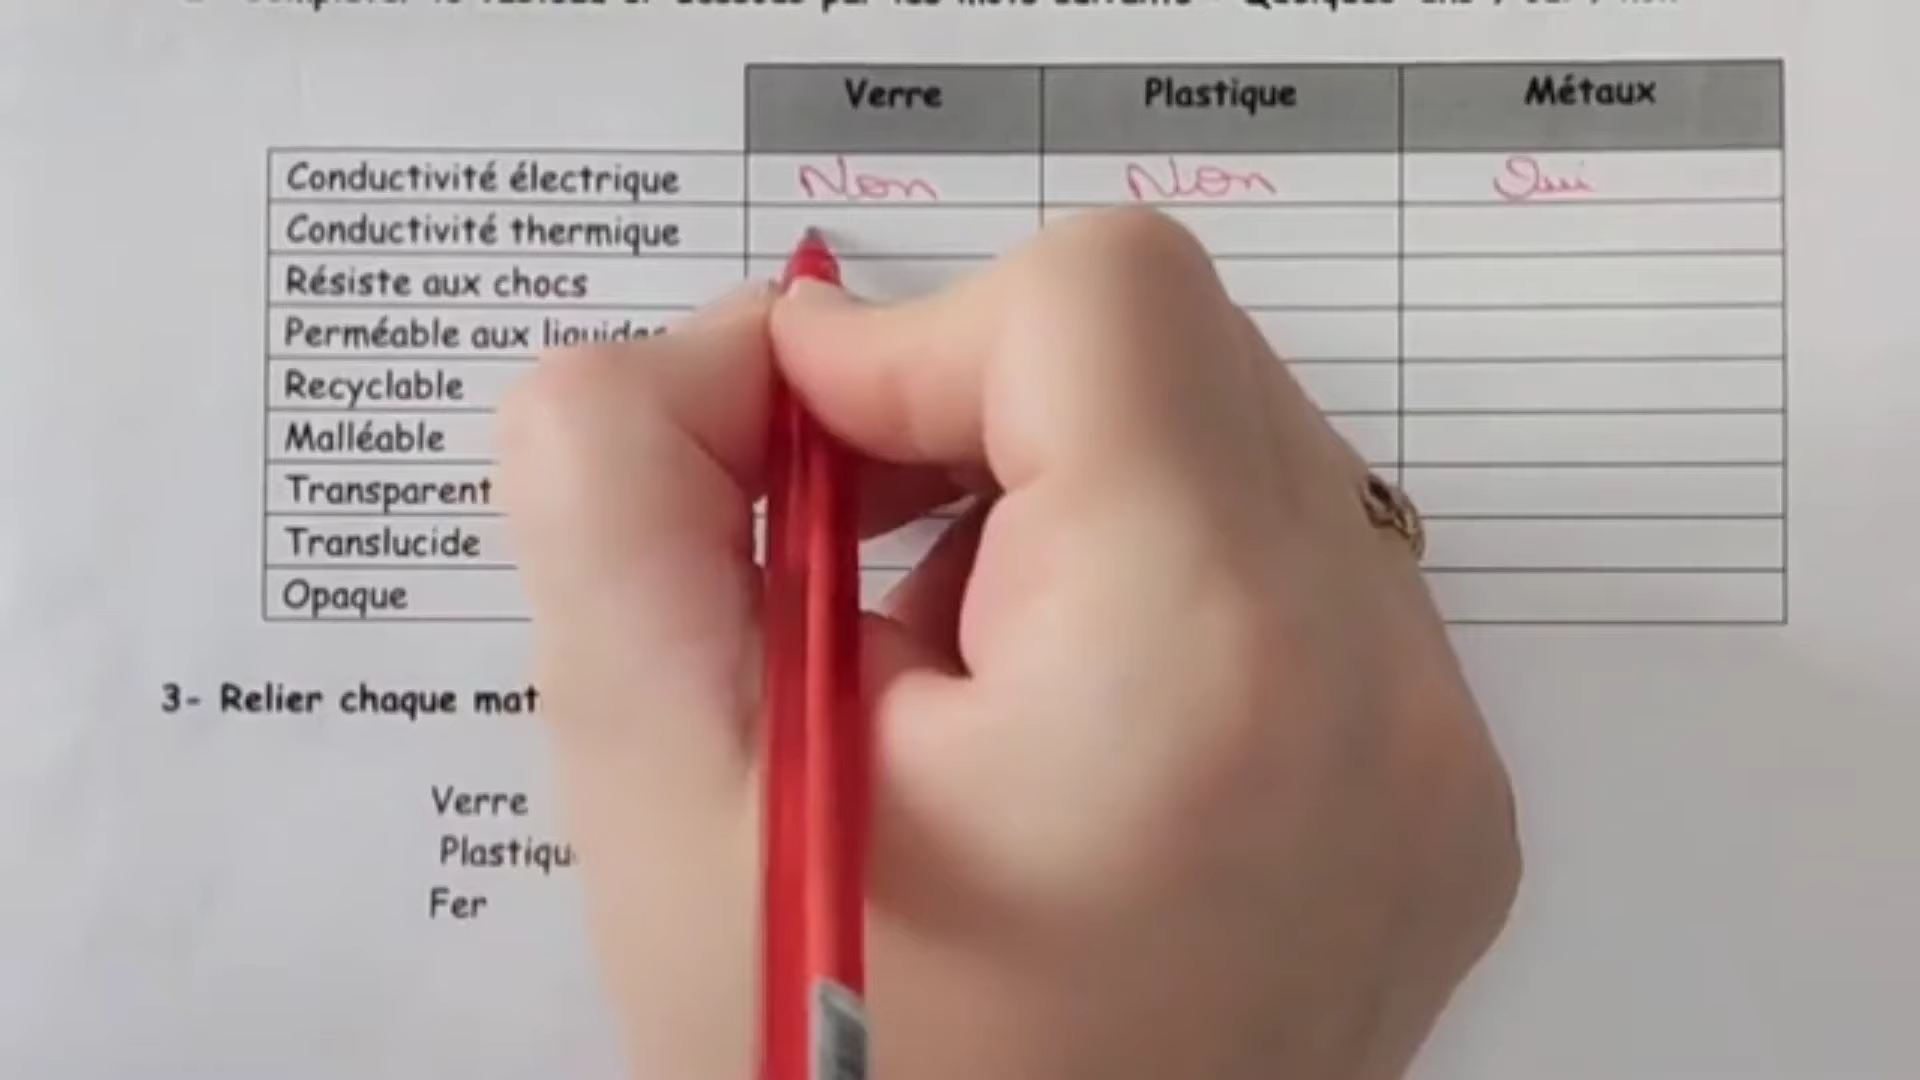 Verre Plastique Métaux
Conductivité électrique Non Non Oui
Conductivité thermique
Résiste aux chocs
Perméable aux liquides
Recyclable
Malléable
Transparent
Translucide
Opaque
3- Relier chaque mat
Verre
Plastiqu
Fer